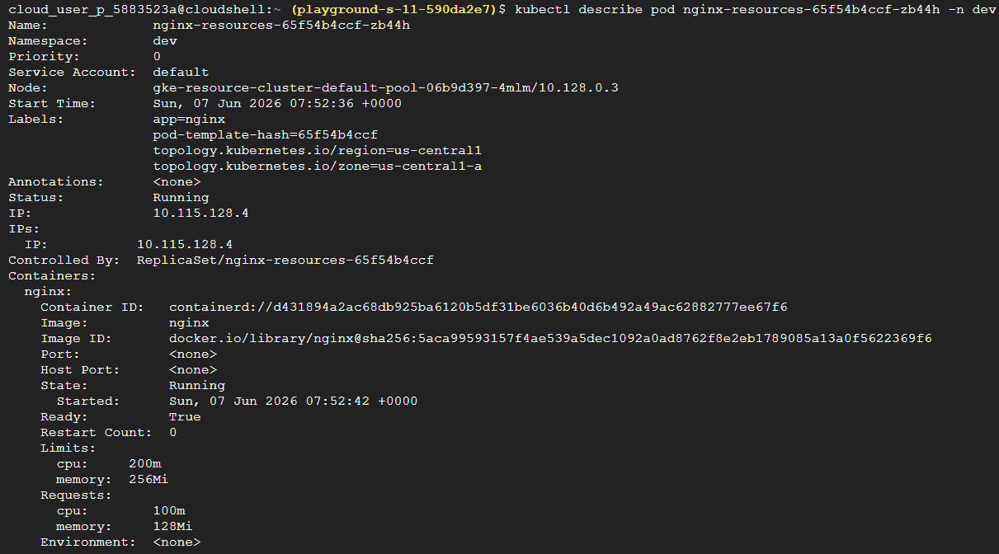 cloud_user_p_5883523a@cloudshell:~ (playground-s-11-590da2e7)$ kubectl describe pod nginx-resources-65f54b4ccf-zb44h -n dev
Name:             nginx-resources-65f54b4ccf-zb44h
Namespace:        dev
Priority:         0
Service Account:  default
Node:             gke-resource-cluster-default-pool-06b9d397-4mlm/10.128.0.3
Start Time:       Sun, 07 Jun 2026 07:52:36 +0000
Labels:           app=nginx
                  pod-template-hash=65f54b4ccf
                  topology.kubernetes.io/region=us-central1
                  topology.kubernetes.io/zone=us-central1-a
Annotations:      <none>
Status:           Running
IP:               10.115.128.4
IPs:
  IP:           10.115.128.4
Controlled By:  ReplicaSet/nginx-resources-65f54b4ccf
Containers:
  nginx:
    Container ID:   containerd://d431894a2ac68db925ba6120b5df31be6036b40d6b492a49ac62882777ee67f6
    Image:          nginx
    Image ID:       docker.io/library/nginx@sha256:5aca99593157f4ae539a5dec1092a0ad8762f8e2eb1789085a13a0f5622369f6
    Port:           <none>
    Host Port:      <none>
    State:          Running
      Started:      Sun, 07 Jun 2026 07:52:42 +0000
    Ready:          True
    Restart Count:  0
    Limits:
      cpu:     200m
      memory:  256Mi
    Requests:
      cpu:        100m
      memory:     128Mi
    Environment:  <none>